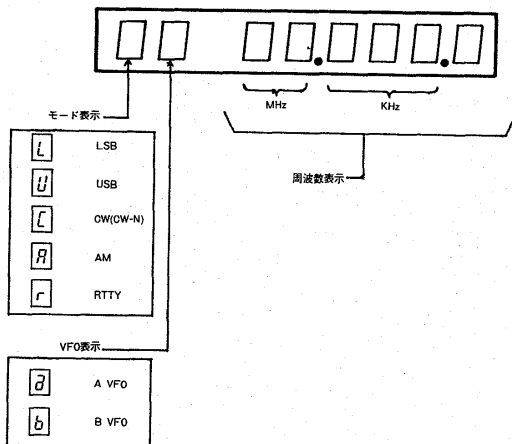 MHz
KHz
モード表示
周波数表示
L LSB
U USB
C CW(CW-N)
A AM
r RTTY
VFO表示
a A VFO
b B VFO